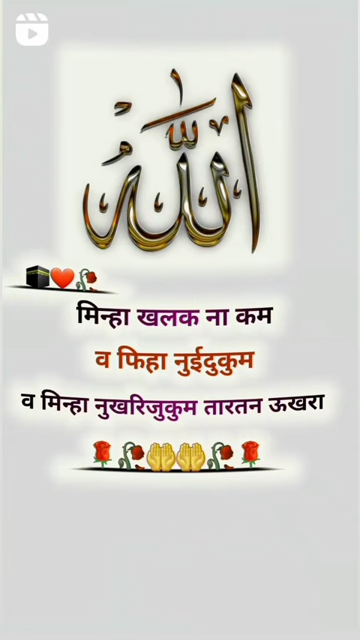 الله
मिन्हा खलक ना कम
व फिहा नुईदुकुम
व मिन्हा नुखरिजुकुम तारतन ऊखरा